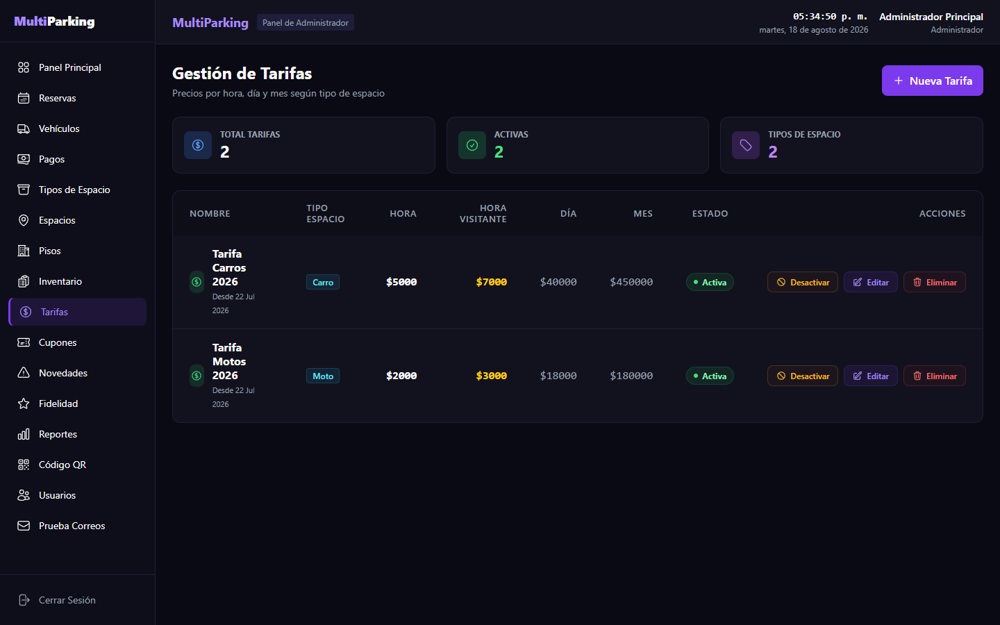 MultiParking
Panel Principal
Reservas
Vehículos
Pagos
Tipos de Espacio
Espacios
Pisos
Inventario
Tarifas
Cupones
Novedades
Fidelidad
Reportes
Código QR
Usuarios
Prueba Correos
Cerrar Sesión
MultiParking Panel de Administrador
05:34:50 p. m. Administrador Principal
martes, 18 de agosto de 2026 Administrador
Gestión de Tarifas
Precios por hora, día y mes según tipo de espacio
Nueva Tarifa
TOTAL TARIFAS
2
ACTIVAS
2
TIPOS DE ESPACIO
2
NOMBRE TIPO ESPACIO HORA HORA VISITANTE DÍA MES ESTADO ACCIONES
Tarifa
Carros
2026
Desde 22 Jul
2026
Carro $5000 $7000 $40000 $450000 Activa Desactivar Editar Eliminar
Tarifa
Motos
2026
Desde 22 Jul
2026
Moto $2000 $3000 $18000 $180000 Activa Desactivar Editar Eliminar